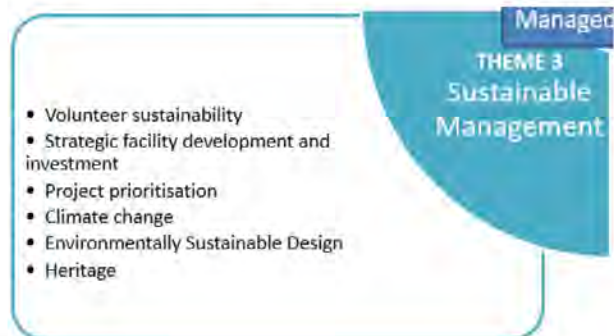 Managed
THEME 3
Sustainable
Management
• Volunteer sustainability
• Strategic facility development and
investment
• Project prioritisation
• Climate change
• Environmentally Sustainable Design
• Heritage